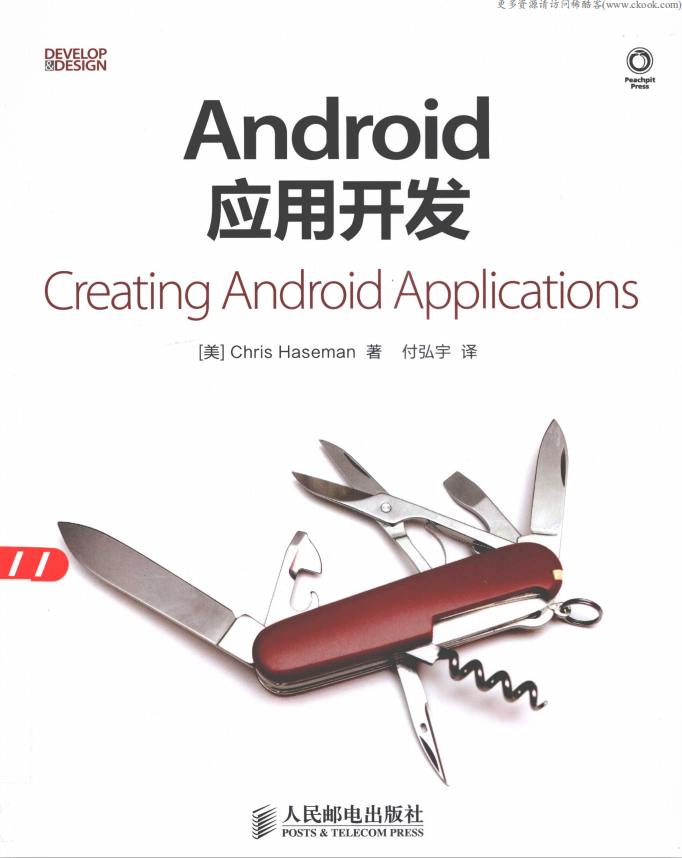 更多资源请访问稀酷客(www.ckook.com)
DEVELOP
&DESIGN
Peachpit
Press
Android
应用开发
Creating Android Applications
[美] Chris Haseman 著 付弘宇 译
人民邮电出版社
POSTS & TELECOM PRESS